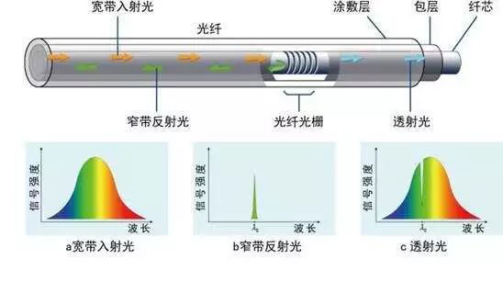 宽带入射光
光纤
涂敷层
包层
纤芯
窄带反射光
光纤光栅
透射光
信号强度
波长
a宽带入射光
信号强度
λ
波长
b窄带反射光
信号强度
λ
波长
c 透射光